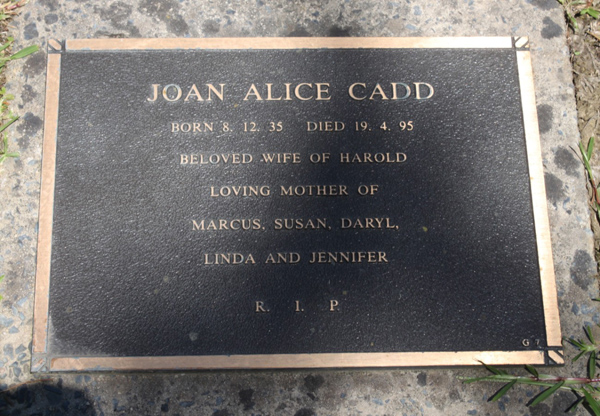 JOAN ALICE CADD
BORN 8. 12. 35 DIED 19. 4. 95
BELOVED WIFE OF HAROLD
LOVING MOTHER OF
MARCUS, SUSAN, DARYL,
LINDA AND JENNIFER
R. I. P.
G 7